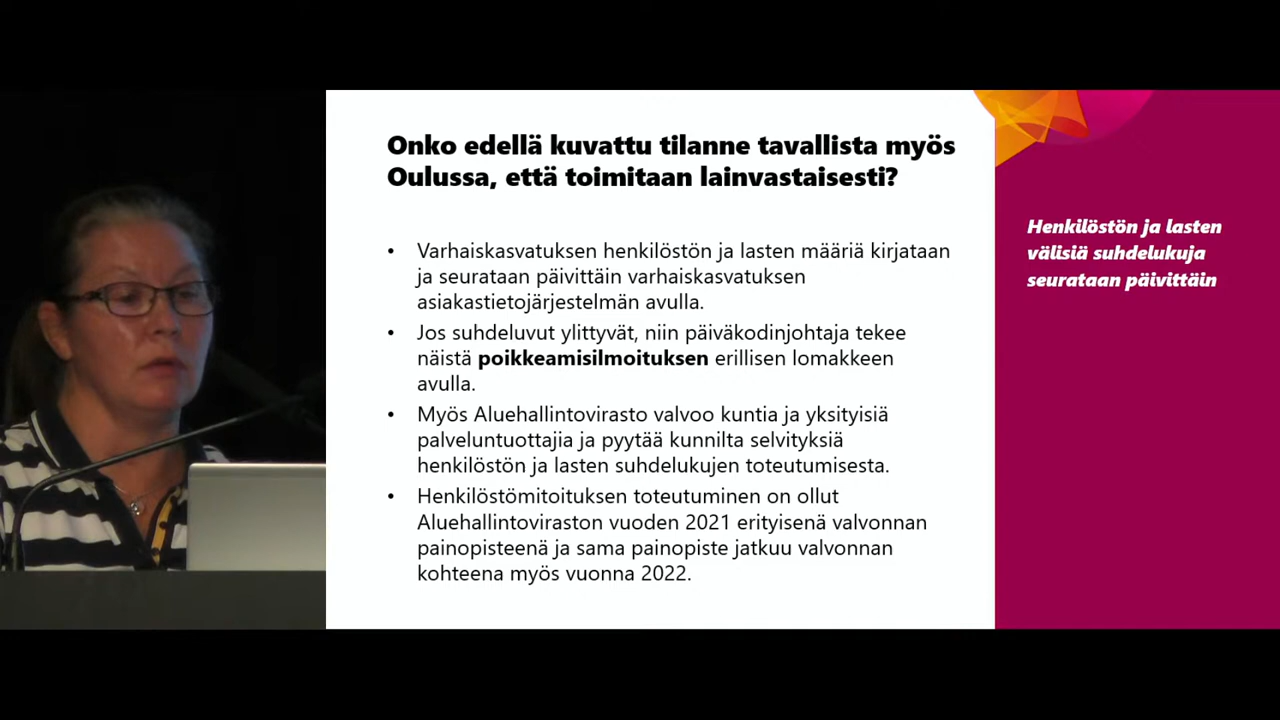 Onko edellä kuvattu tilanne tavallista myös
Oulussa, että toimitaan lainvastaisesti?
• Varhaiskasvatuksen henkilöstön ja lasten määriä kirjataan
ja seurataan päivittäin varhaiskasvatuksen
asiakastietojärjestelmän avulla.
• Jos suhdeluvut ylittyvät, niin päiväkodinjohtaja tekee
näistä poikkeamisilmoituksen erillisen lomakkeen
avulla.
• Myös Aluehallintovirasto valvoo kuntia ja yksityisiä
palveluntuottajia ja pyytää kunnilta selvityksiä
henkilöstön ja lasten suhdelukujen toteutumisesta.
• Henkilöstömitoituksen toteutuminen on ollut
Aluehallintoviraston vuoden 2021 erityisenä valvonnan
painopisteenä ja sama painopiste jatkuu valvonnan
kohteena myös vuonna 2022.
Henkilöstön ja lasten
välisiä suhdelukuja
seurataan päivittäin